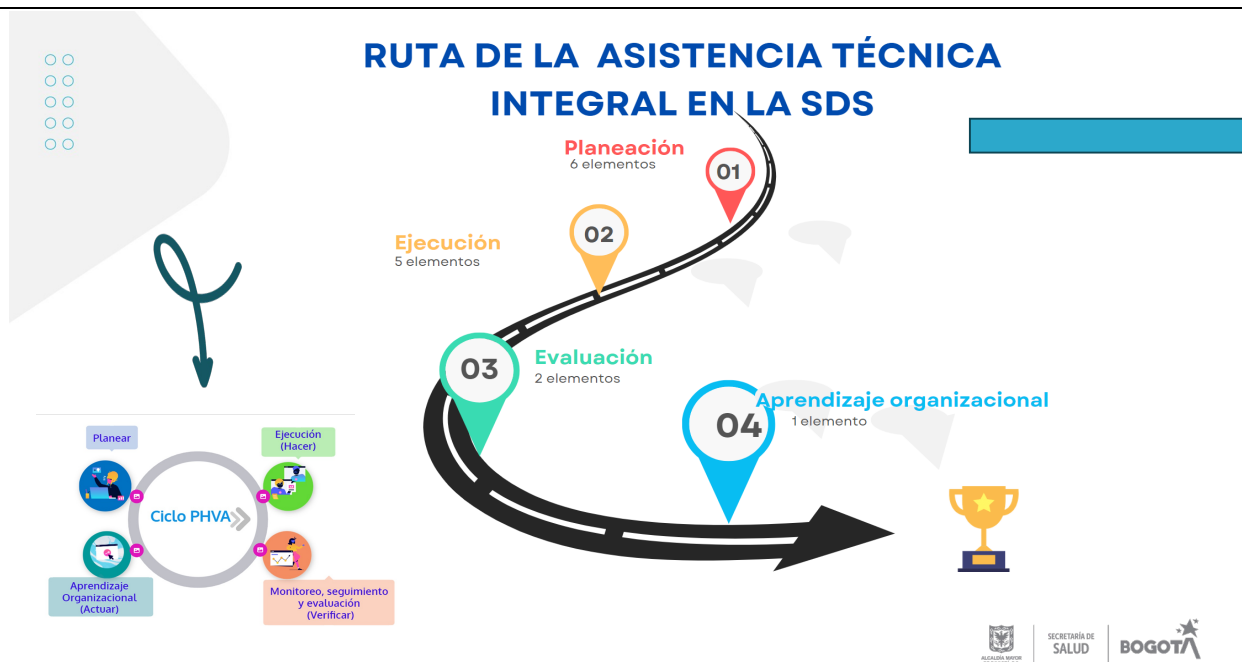 RUTA DE LA ASISTENCIA TÉCNICA
INTEGRAL EN LA SDS
Planeación
6 elementos
01
02
Ejecución
5 elementos
03
Evaluación
2 elementos
Aprendizaje organizacional
1 elemento
04
Planear
Ejecución
(Hacer)
Ciclo PHVA
Aprendizaje
Organizacional
(Actuar)
Monitoreo, seguimiento
y evaluación
(Verificar)
ALCALDÍA MAYOR
SECRETARÍA DE
SALUD
BOGOTÁ